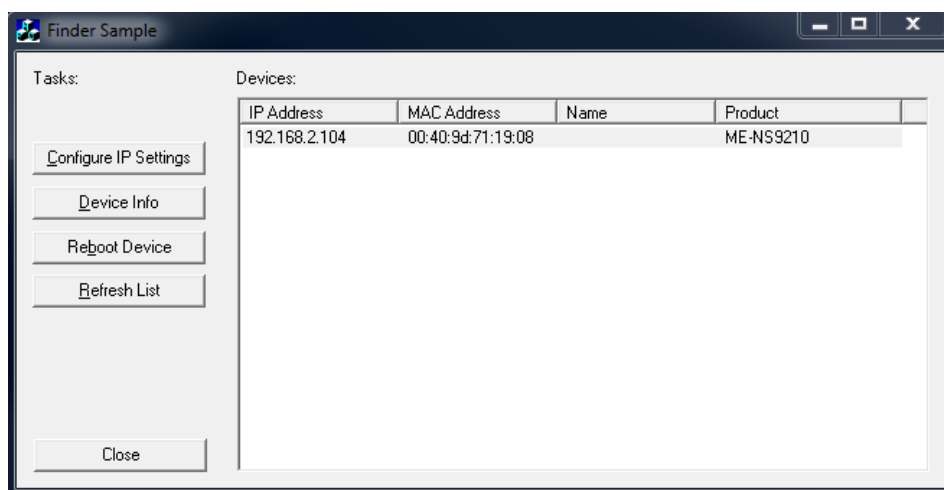 Finder Sample
Tasks:
Devices:
IP Address MAC Address Name Product
192.168.2.104 00:40:9d:71:19:08 ME-NS9210
Configure IP Settings
Device Info
Reboot Device
Refresh List
Close